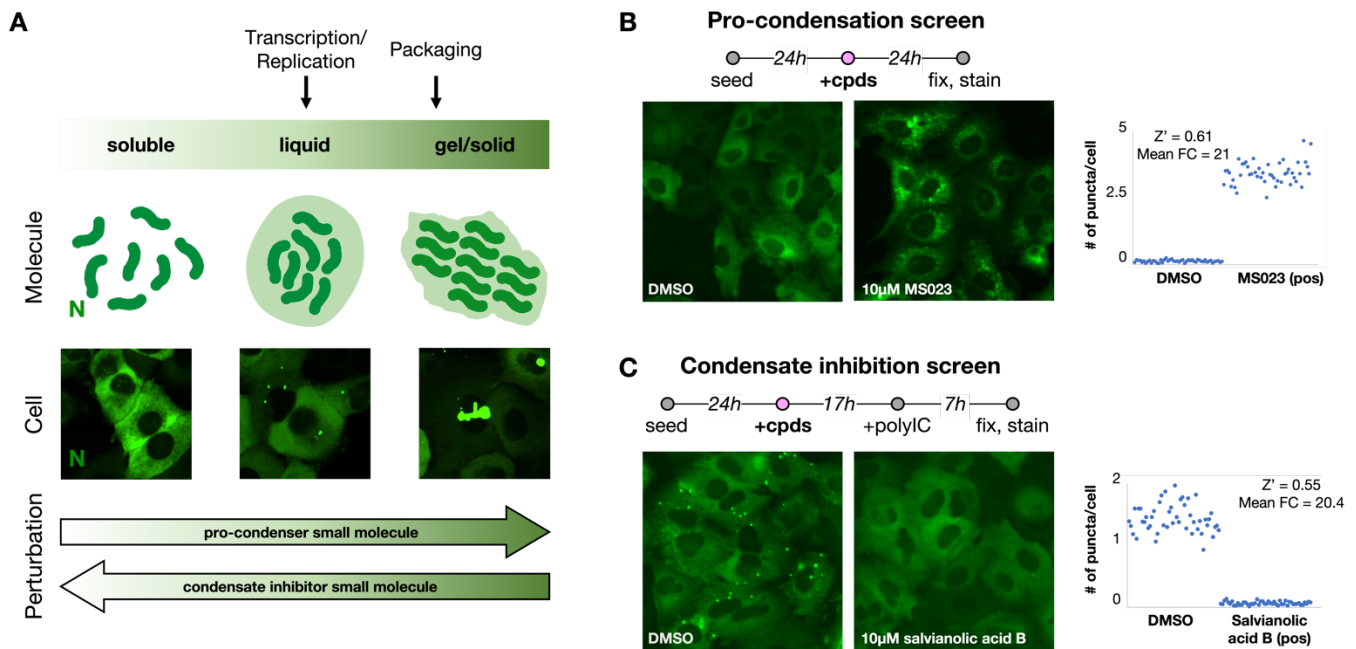 A
Transcription/
Replication
Packaging
soluble
liquid
gel/solid
Molecule
N
Cell
N
Perturbation
pro-condenser small molecule
condensate inhibitor small molecule
B
Pro-condensation screen
24h
24h
seed
+cpds
fix, stain
DMSO
10µM MS023
# of puncta/cell
5
2.5
0
Z' = 0.61
Mean FC = 21
DMSO
MS023 (pos)
C
Condensate inhibition screen
24h
17h
7h
seed
+cpds
+polyIC
fix, stain
DMSO
10µM salvianolic acid B
# of puncta/cell
2
1
0
Z' = 0.55
Mean FC = 20.4
DMSO
Salvianolic
acid B (pos)